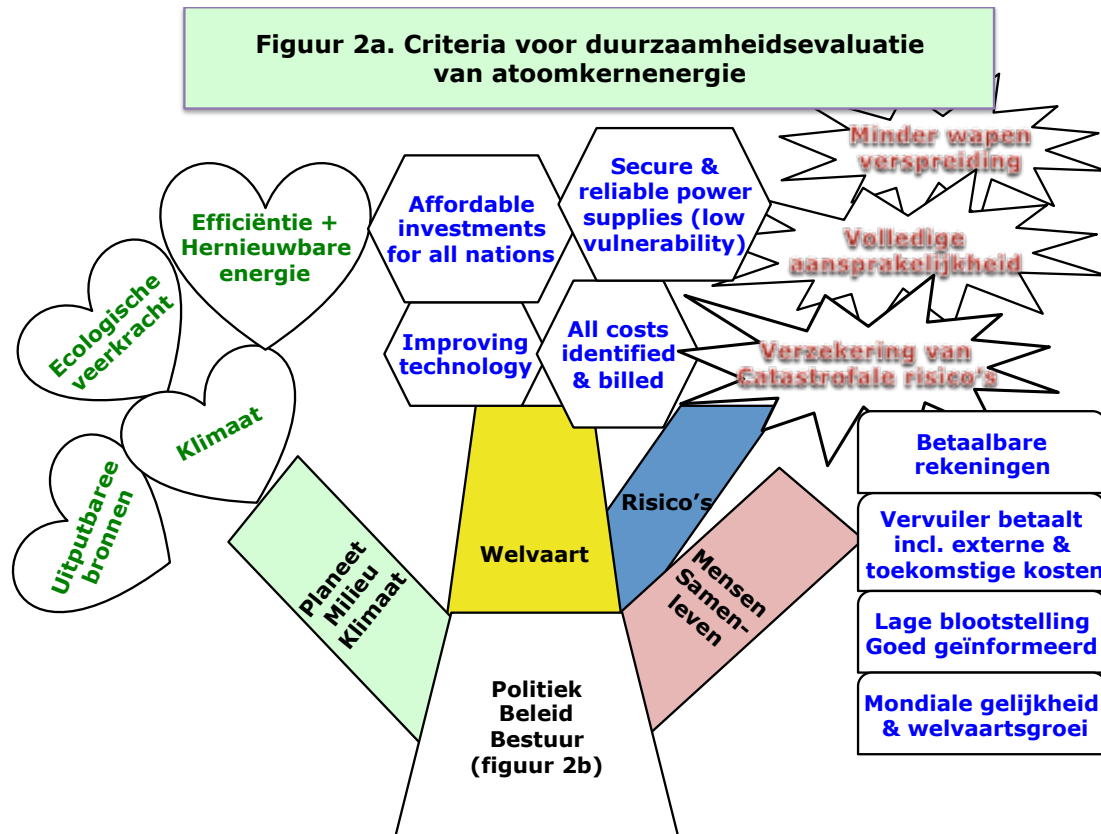 Figuur 2a. Criteria voor duurzaamheidsevaluatie
van atoomkernenergie
Minder wapen
verspreiding
Secure &
reliable power
supplies (low
vulnerability)
Affordable
investments
for all nations
Efficiëntie +
Hernieuwbare
energie
Volledige
aansprakelijkheid
Ecologische
veerkracht
Improving
technology
All costs
identified
& billed
Verzekering van
Catastrofale risico's
Klimaat
Uitputbaree
bronnen
Betaalbare
rekeningen
Vervuiler betaalt
incl. externe &
toekomstige kosten
Lage blootstelling
Goed geïnformeerd
Mondiale gelijkheid
& welvaartsgroei
Planeet
Milieu
Klimaat
Welvaart
Risico's
Mensen
Samen-
leven
Politiek
Beleid
Bestuur
(figuur 2b)